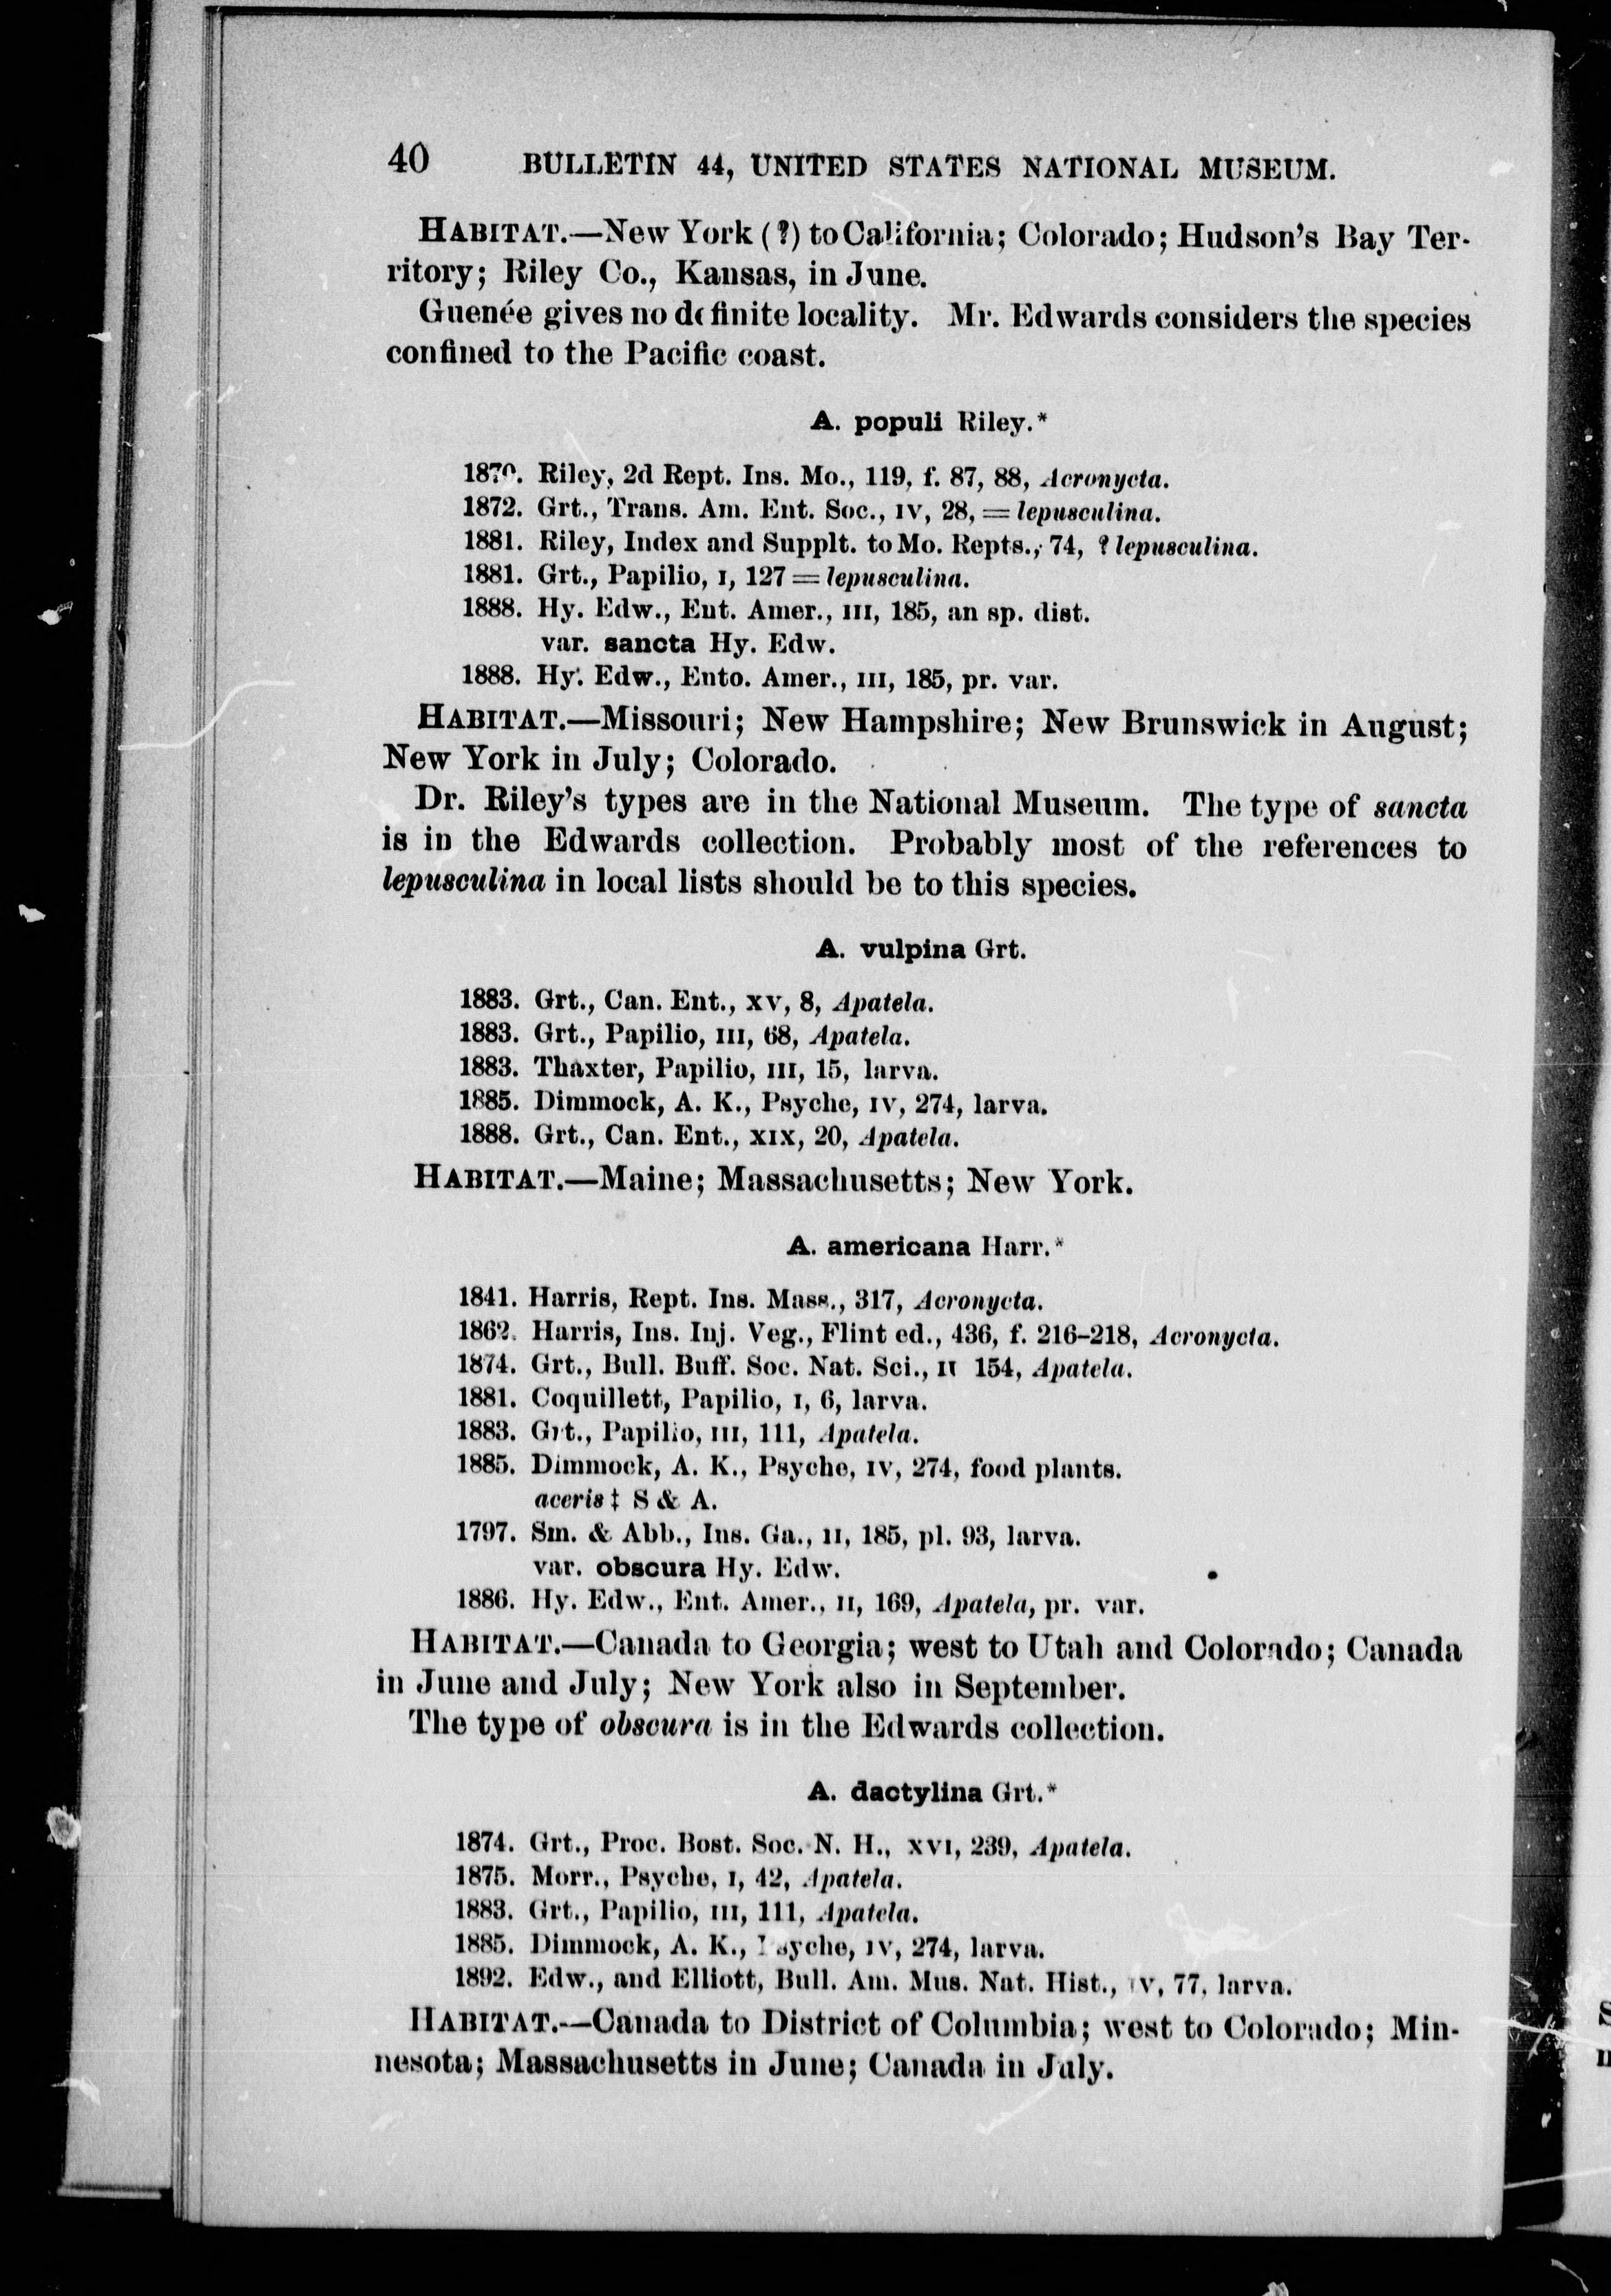 40 BULLETIN 44, UNITED STATES NATIONAL MUSEUM.
HABITAT.—New York (?) to California; Colorado; Hudson's Bay Ter-
ritory; Riley Co., Kansas, in June.
Guenée gives no definite locality. Mr. Edwards considers the species
confined to the Pacific coast.
A. populi Riley.*
1870. Riley, 2d Rept. Ins. Mo., 119, f. 87, 88, Acronycta.
1872. Grt., Trans. Am. Ent. Soc., IV, 28, = lepusculina.
1881. Riley, Index and Supplt. to Mo. Repts., 74, ? lepusculina.
1881. Grt., Papilio, I, 127 = lepusculina.
1888. Hy. Edw., Ent. Amer., III, 185, an sp. dist.
var. sancta Hy. Edw.
1888. Hy. Edw., Ento. Amer., III, 185, pr. var.
HABITAT.—Missouri; New Hampshire; New Brunswick in August;
New York in July; Colorado.
Dr. Riley's types are in the National Museum. The type of sancta
is in the Edwards collection. Probably most of the references to
lepusculina in local lists should be to this species.
A. vulpina Grt.
1883. Grt., Can. Ent., XV, 8, Apatela.
1883. Grt., Papilio, III, 68, Apatela.
1883. Thaxter, Papilio, III, 15, larva.
1885. Dimmock, A. K., Psyche, IV, 274, larva.
1888. Grt., Can. Ent., XIX, 20, Apatela.
HABITAT.—Maine; Massachusetts; New York.
A. americana Harr.*
1841. Harris, Rept. Ins. Mass., 317, Acronycta.
1862. Harris, Ins. Inj. Veg., Flint ed., 436, f. 216–218, Acronycta.
1874. Grt., Bull. Buff. Soc. Nat. Sci., II 154, Apatela.
1881. Coquillett, Papilio, I, 6, larva.
1883. Grt., Papilio, III, 111, Apatela.
1885. Dimmock, A. K., Psyche, IV, 274, food plants.
aceris ‡ S & A.
1797. Sm. & Abb., Ins. Ga., II, 185, pl. 93, larva.
var. obscura Hy. Edw.
1886. Hy. Edw., Ent. Amer., II, 169, Apatela, pr. var.
HABITAT.—Canada to Georgia; west to Utah and Colorado; Canada
in June and July; New York also in September.
The type of obscura is in the Edwards collection.
A. dactylina Grt.*
1874. Grt., Proc. Bost. Soc. N. H., XVI, 239, Apatela.
1875. Morr., Psyche, I, 42, Apatela.
1883. Grt., Papilio, III, 111, Apatela.
1885. Dimmock, A. K., Psyche, IV, 274, larva.
1892. Edw., and Elliott, Bull. Am. Mus. Nat. Hist., IV, 77, larva.
HABITAT.—Canada to District of Columbia; west to Colorado; Min-
nesota; Massachusetts in June; Canada in July.